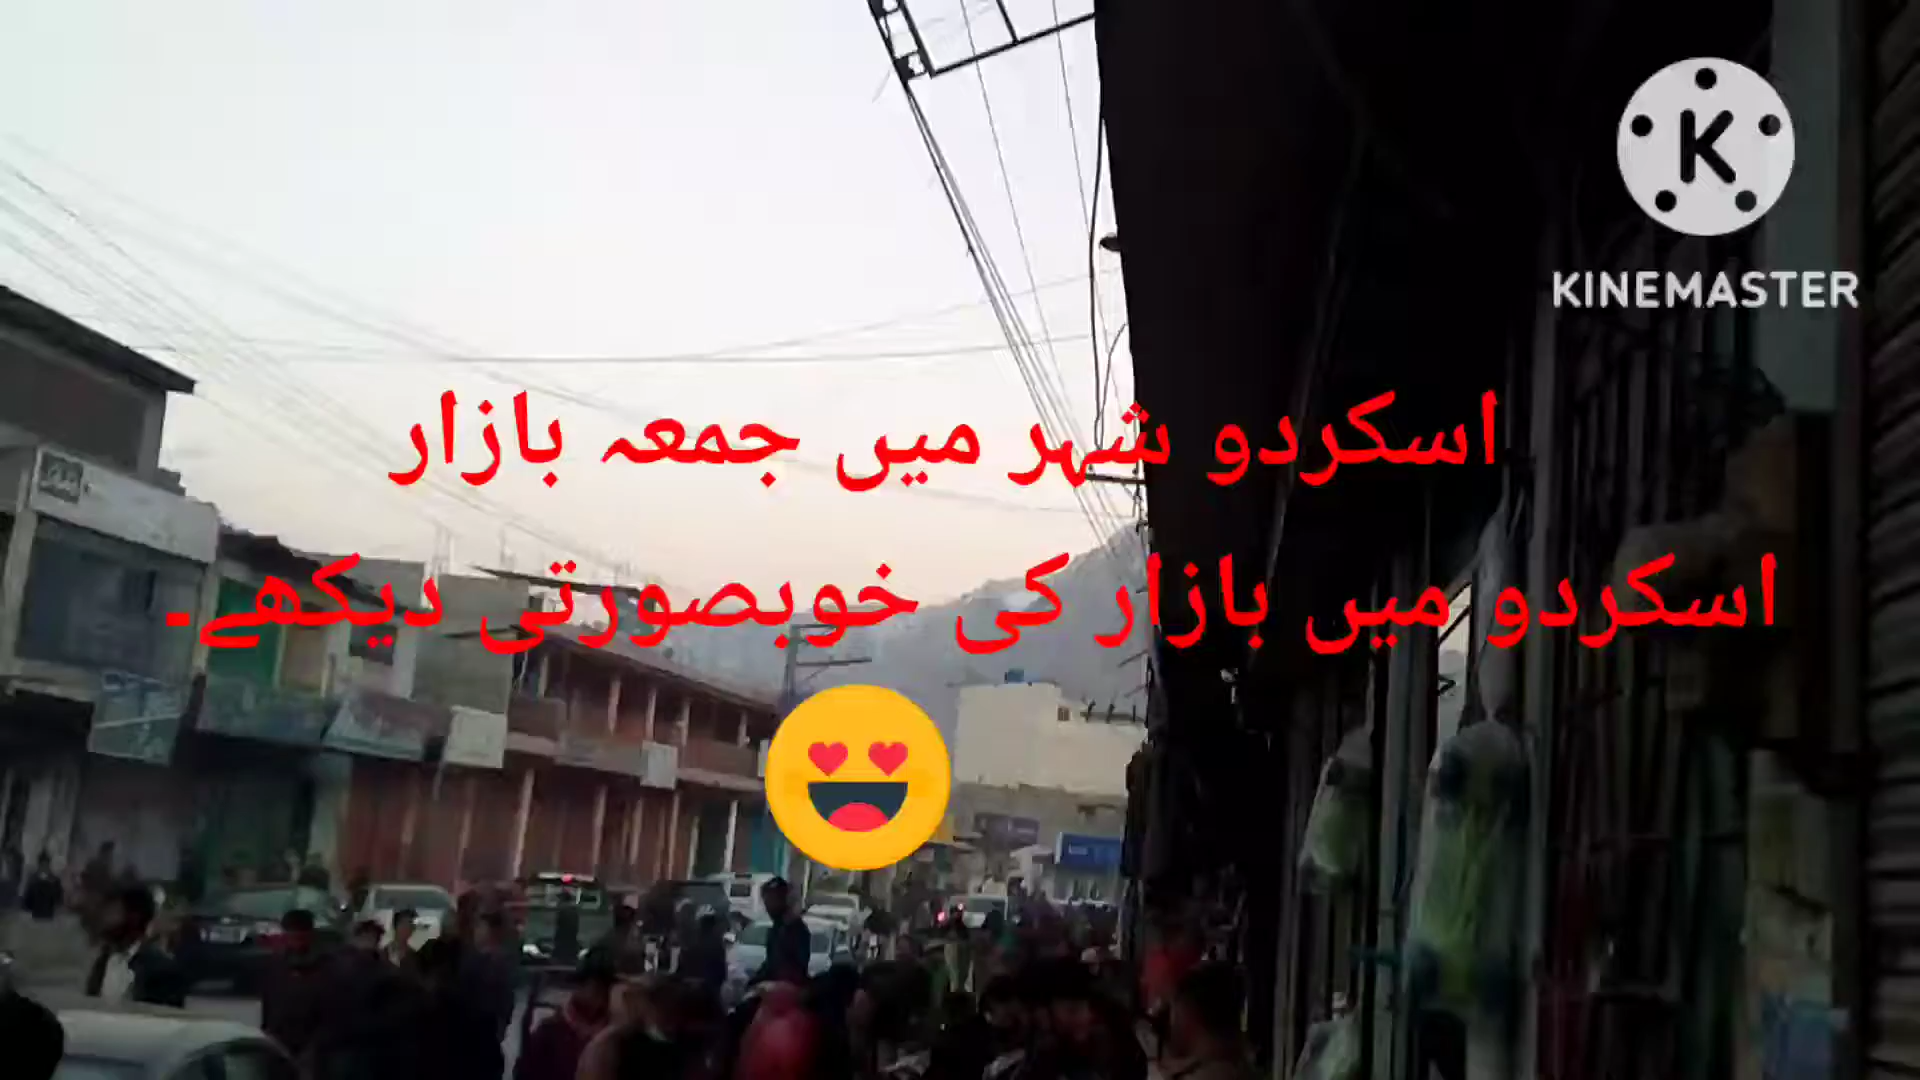 KINEMASTER
اسکردو شہر میں جمعہ بازار
اسکردو میں بازار کی خوبصورتی دیکھے۔